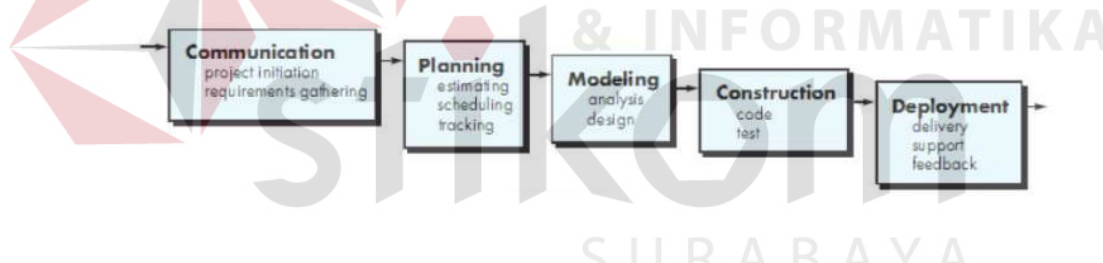 & INFORMATIKA
Communication
project initiation
requirements gathering
Planning
estimating
scheduling
tracking
Modeling
analysis
design
Construction
code
test
Deployment
delivery
support
feedback
stikom
SURABAYA